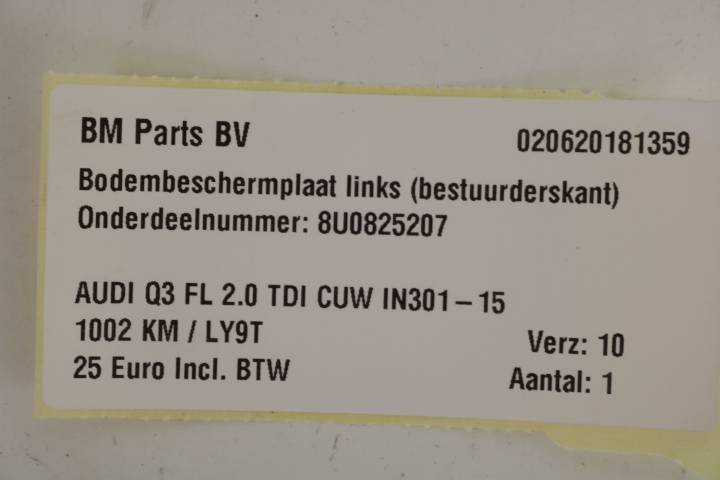 BM Parts BV 020620181359
Bodembeschermplaat links (bestuurderskant)
Onderdeelnummer: 8U0825207
AUDI Q3 FL 2.0 TDI CUW IN301-15
1002 KM / LY9T Verz: 10
25 Euro Incl. BTW Aantal: 1